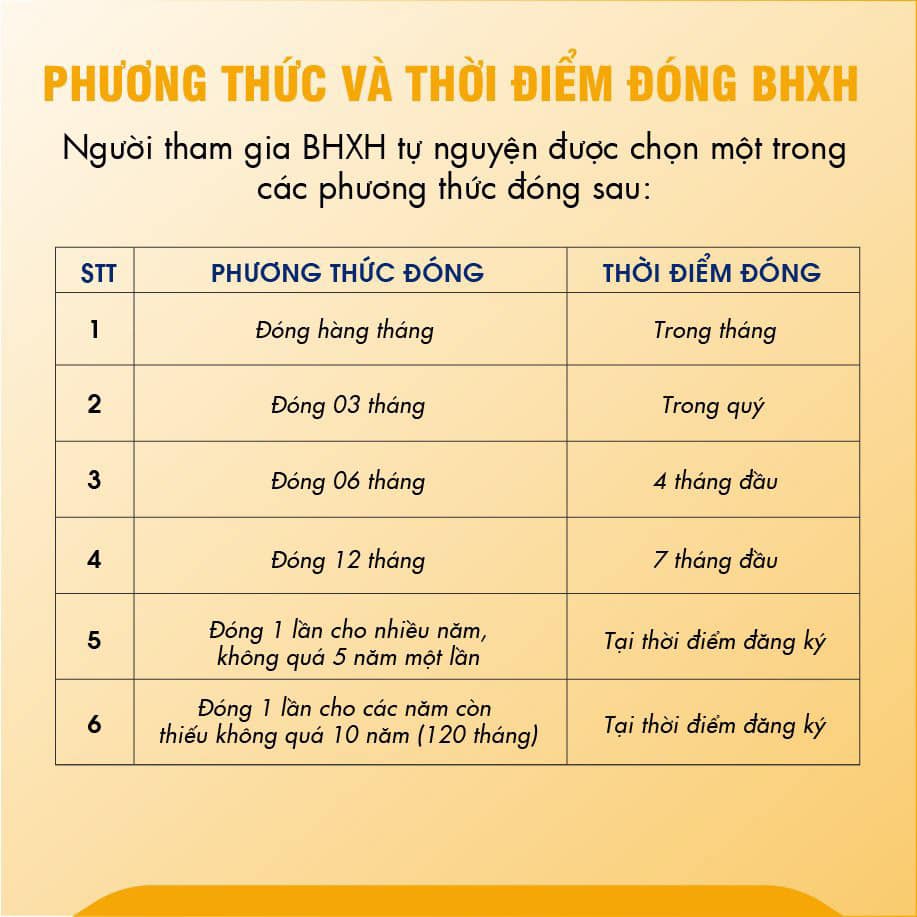 PHƯƠNG THỨC VÀ THỜI ĐIỂM ĐÓNG BHXH
Người tham gia BHXH tự nguyện được chọn một trong
các phương thức đóng sau:
STT PHƯƠNG THỨC ĐÓNG THỜI ĐIỂM ĐÓNG
1 Đóng hàng tháng Trong tháng
2 Đóng 03 tháng Trong quý
3 Đóng 06 tháng 4 tháng đầu
4 Đóng 12 tháng 7 tháng đầu
5 Đóng 1 lần cho nhiều năm,
không quá 5 năm một lần Tại thời điểm đăng ký
6 Đóng 1 lần cho các năm còn
thiếu không quá 10 năm (120 tháng) Tại thời điểm đăng ký